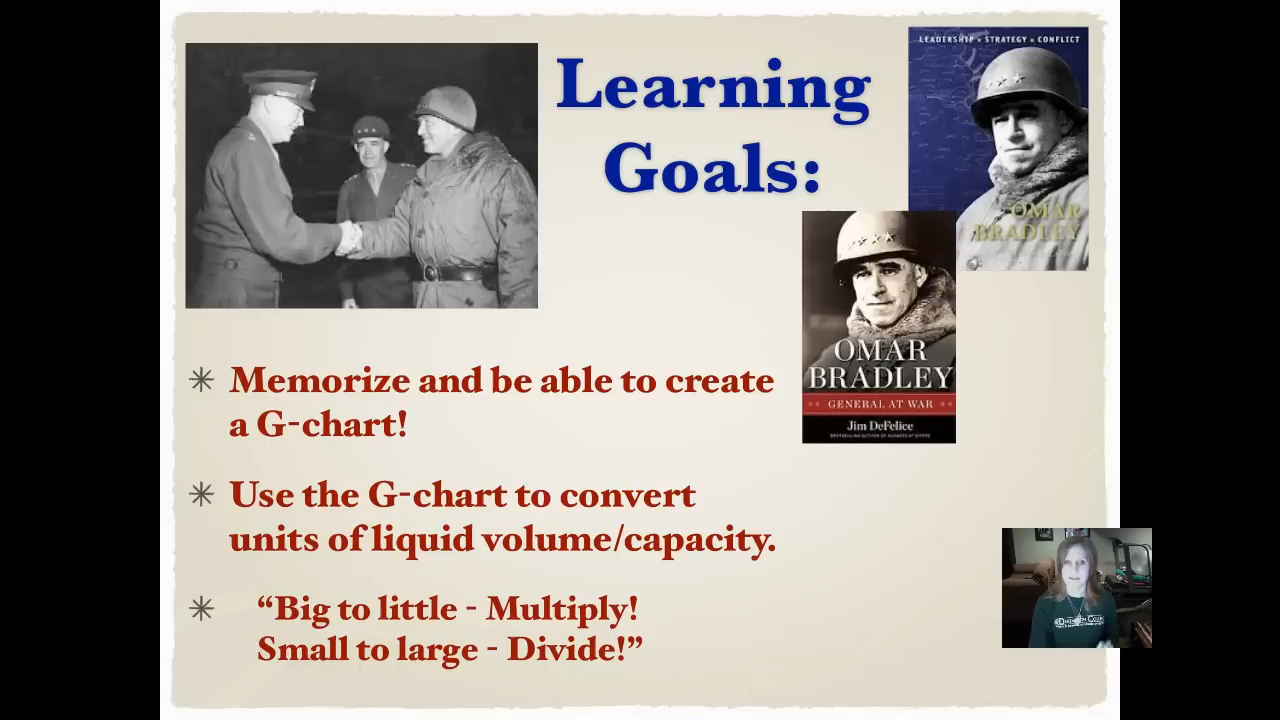 Learning
Goals:
LEADERSHIP • STRATEGY • CONFLICT
OMAR
BRADLEY
OMAR
BRADLEY
GENERAL AT WAR
Jim DeFelice
Memorize and be able to create
a G-chart!
Use the G-chart to convert
units of liquid volume/capacity.
“Big to little - Multiply!
Small to large - Divide!”